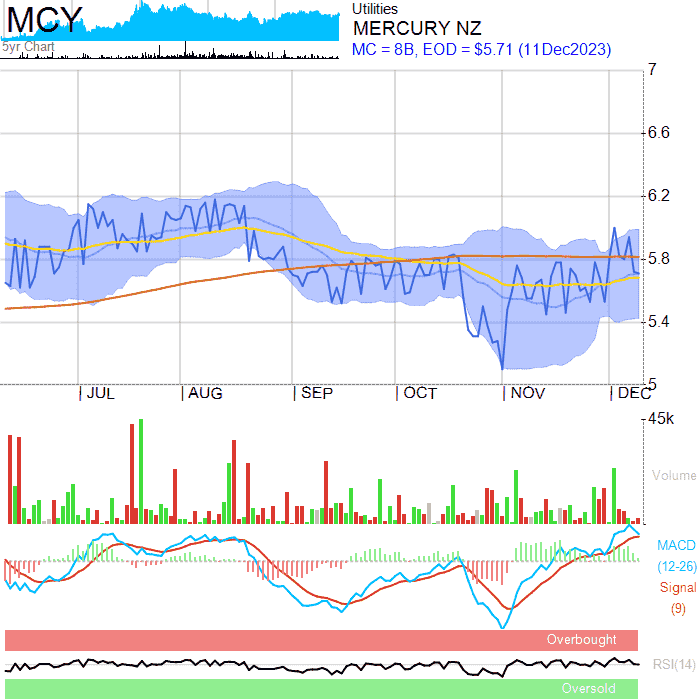 MCY
5yr Chart
Utilities
MERCURY NZ
MC = 8B, EOD = $5.71 (11Dec2023)
7
6.6
6.2
5.8
5.4
5
JUL AUG SEP OCT NOV DEC
45k
Volume
MACD
(12-26)
Signal
(9)
Overbought
RSI(14)
Oversold